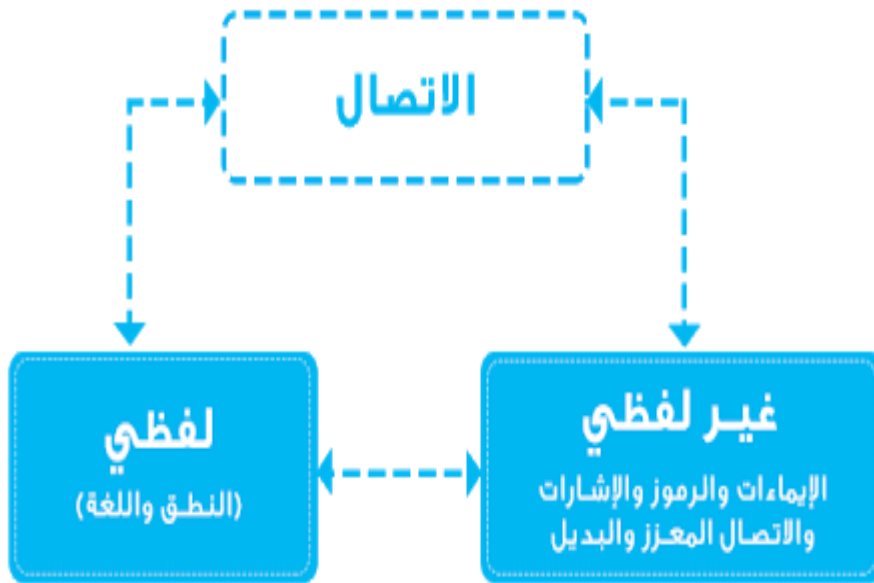 الاتصال
غير لفظي
الإيماءات والرموز والإشارات
والاتصال المعزز والبديل
لفظي
(النطق واللغة)